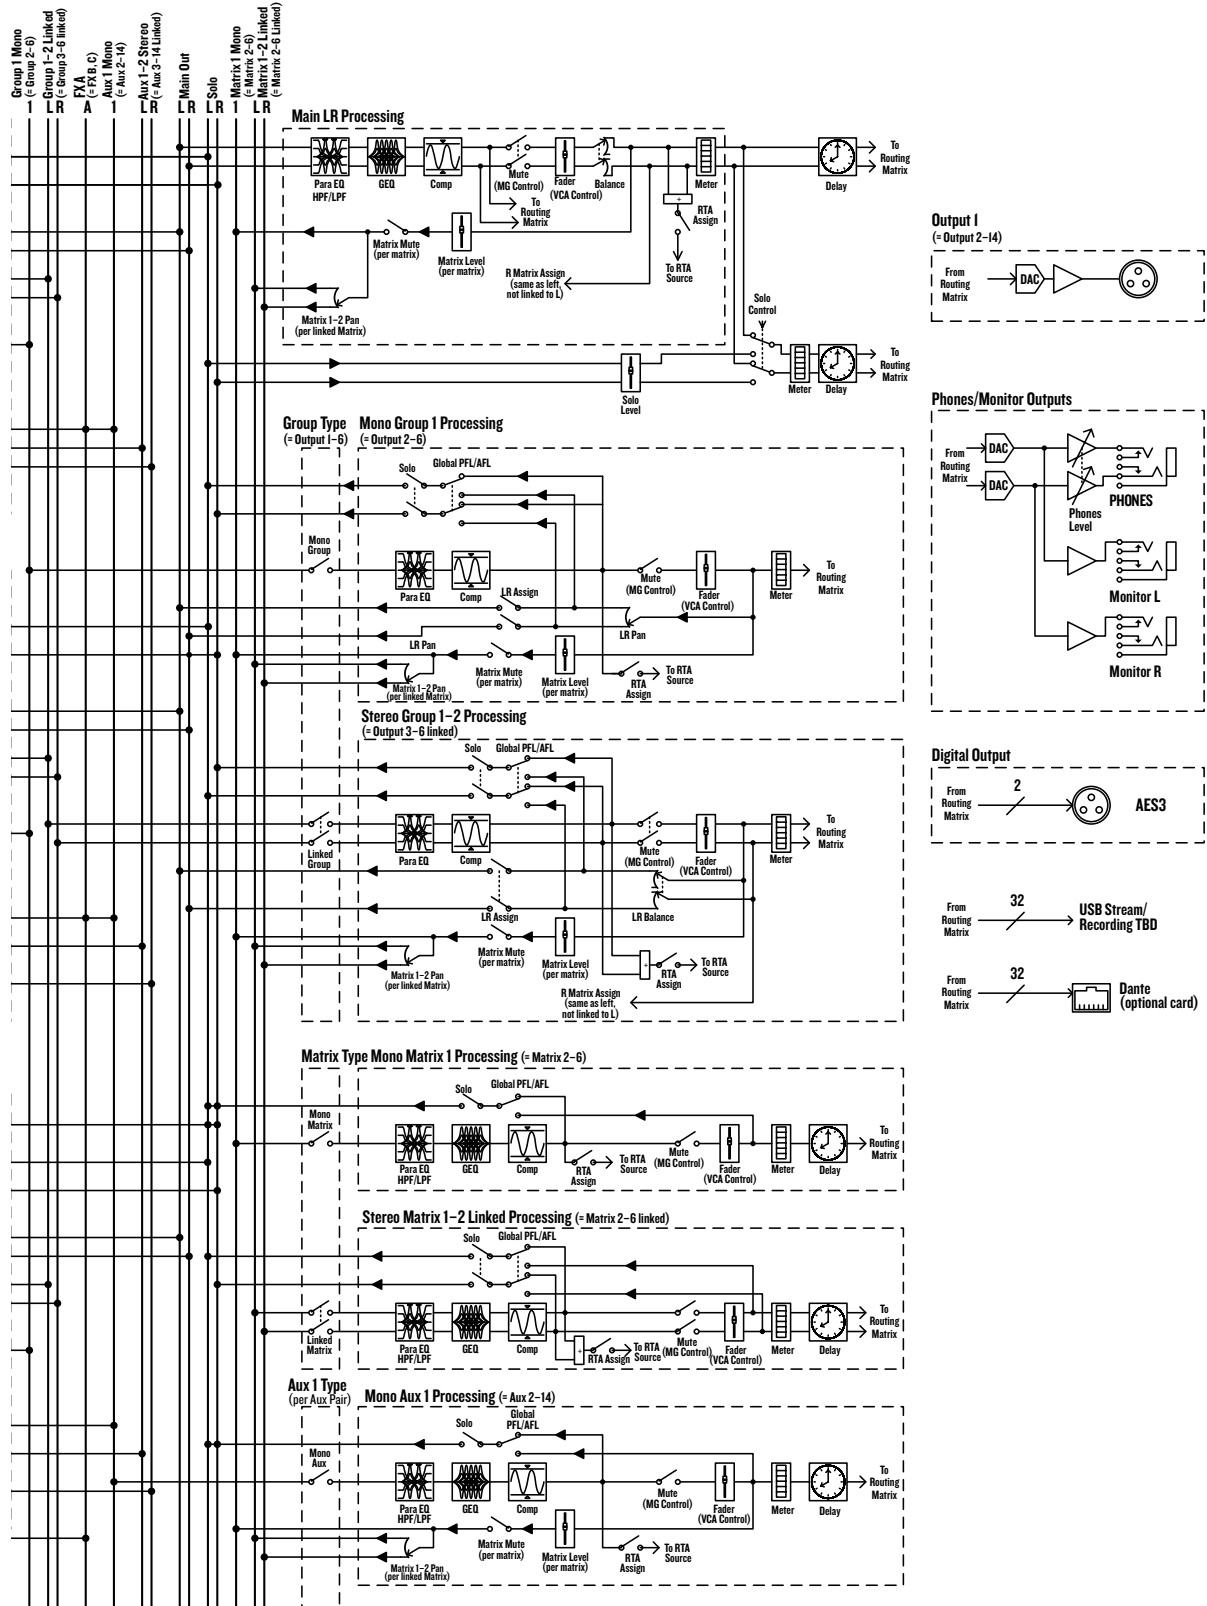 Group 1 Mono
(= Group 2–6)
1
Group 1–2 Linked
(= Group 3–6 linked)
L R
FX A
(= FX B, C)
A
Aux 1 Mono
(= Aux 2–14)
1
Aux 1–2 Stereo
(= Aux 3–14 Linked)
L R
Main Out
L R
Solo
L R
Matrix 1 Mono
(= Matrix 2–6)
1
Matrix 1–2 Linked
(= Matrix 2–6 Linked)
L R
Main LR Processing
Para EQ
HPF/LPF
GEQ
Comp
Mute
(MG Control)
Fader
(VCA Control)
Balance
Meter
Delay
To
Routing
Matrix
To
Routing
Matrix
+
RTA
Assign
To RTA
Source
Matrix Mute
(per matrix)
Matrix Level
(per matrix)
R Matrix Assign
(same as left,
not linked to L)
Matrix 1–2 Pan
(per linked Matrix)
Solo
Control
Solo
Level
Meter
Delay
To
Routing
Matrix
Output 1
(= Output 2–14)
From
Routing
Matrix
DAC
Group Type
(= Output 1–6)
Mono Group 1 Processing
(= Output 2–6)
Solo
Global PFL/AFL
Mono
Group
Para EQ
Comp
Mute
(MG Control)
Fader
(VCA Control)
Meter
To
Routing
Matrix
LR Assign
LR Pan
LR Pan
Matrix 1–2 Pan
(per linked Matrix)
Matrix Mute
(per matrix)
Matrix Level
(per matrix)
RTA
Assign
To RTA
Source
Phones/Monitor Outputs
From
Routing
Matrix
DAC
DAC
Phones
Level
PHONES
Monitor L
Monitor R
Stereo Group 1–2 Processing
(= Output 3–6 linked)
Solo
Global PFL/AFL
Linked
Group
Para EQ
Comp
Mute
(MG Control)
Fader
(VCA Control)
Meter
To
Routing
Matrix
LR Assign
LR Balance
Matrix 1–2 Pan
(per linked Matrix)
Matrix Mute
(per matrix)
Matrix Level
(per matrix)
+
RTA
Assign
To RTA
Source
R Matrix Assign
(same as left,
not linked to L)
Digital Output
From
Routing
Matrix
2
AES3
From
Routing
Matrix
32
USB Stream/
Recording TBD
From
Routing
Matrix
32
Dante
(optional card)
Matrix Type Mono Matrix 1 Processing (= Matrix 2–6)
Solo
Global PFL/AFL
Mono
Matrix
Para EQ
HPF/LPF
GEQ
Comp
RTA
Assign
To RTA
Source
Mute
(MG Control)
Fader
(VCA Control)
Meter
Delay
To
Routing
Matrix
Stereo Matrix 1–2 Linked Processing (= Matrix 2–6 linked)
Solo
Global PFL/AFL
Linked
Matrix
Para EQ
HPF/LPF
GEQ
Comp
+
RTA Assign
To RTA
Source
Mute
(MG Control)
Fader
(VCA Control)
Meter
Delay
To
Routing
Matrix
Aux 1 Type
(per Aux Pair)
Mono Aux 1 Processing (= Aux 2–14)
Solo
Global
PFL/AFL
Mono
Aux
Para EQ
HPF/LPF
GEQ
Comp
Mute
(MG Control)
Fader
(VCA Control)
Meter
Delay
To
Routing
Matrix
Matrix 1–2 Pan
(per linked Matrix)
Matrix Mute
(per matrix)
Matrix Level
(per matrix)
RTA
Assign
To RTA
Source